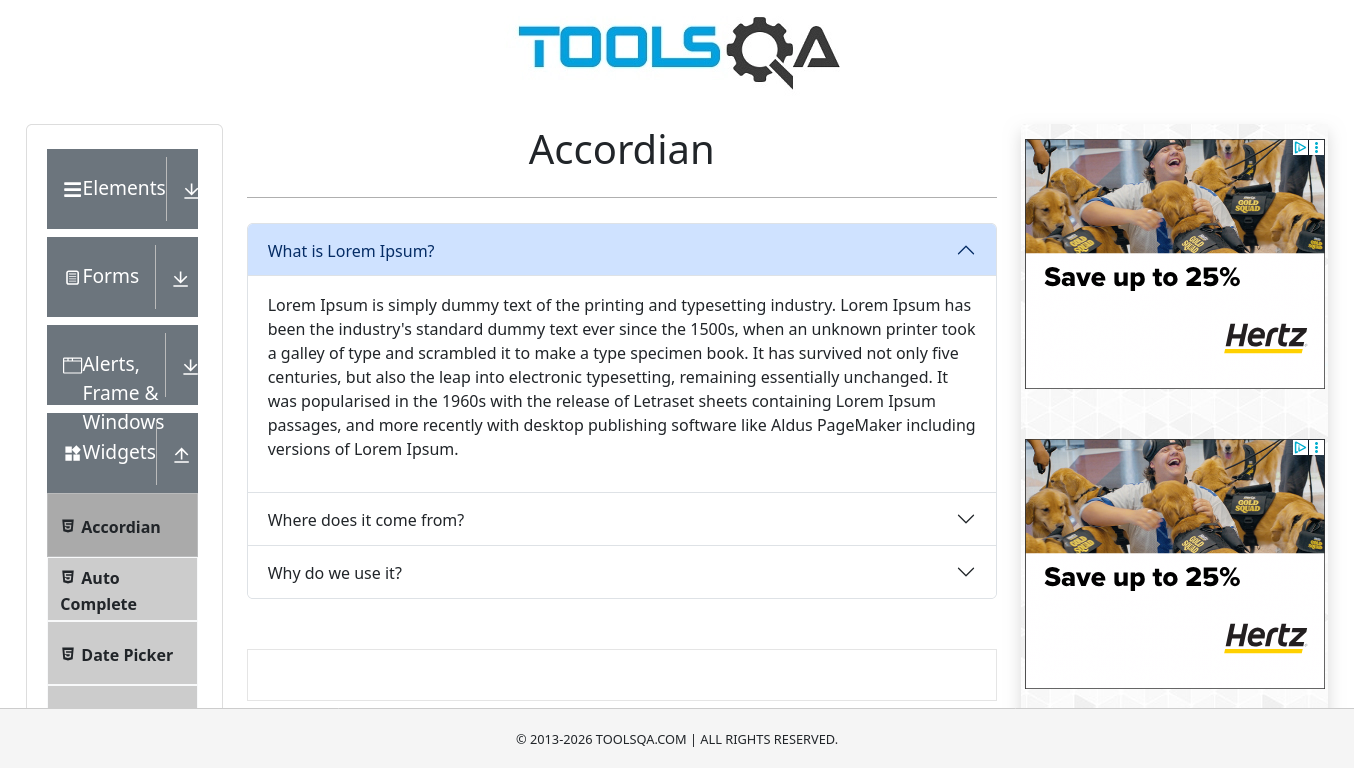 TOOLSQA
Accordian
Elements
Forms
Alerts,
Frame &
Windows
Widgets
Accordian
Auto
Complete
Date Picker
What is Lorem Ipsum?
Lorem Ipsum is simply dummy text of the printing and typesetting industry. Lorem Ipsum has
been the industry's standard dummy text ever since the 1500s, when an unknown printer took
a galley of type and scrambled it to make a type specimen book. It has survived not only five
centuries, but also the leap into electronic typesetting, remaining essentially unchanged. It
was popularised in the 1960s with the release of Letraset sheets containing Lorem Ipsum
passages, and more recently with desktop publishing software like Aldus PageMaker including
versions of Lorem Ipsum.
Where does it come from?
Why do we use it?
GOLD
SQUAD
Save up to 25%
Hertz
GOLD
SQUAD
Save up to 25%
Hertz
© 2013-2026 TOOLSQA.COM | ALL RIGHTS RESERVED.